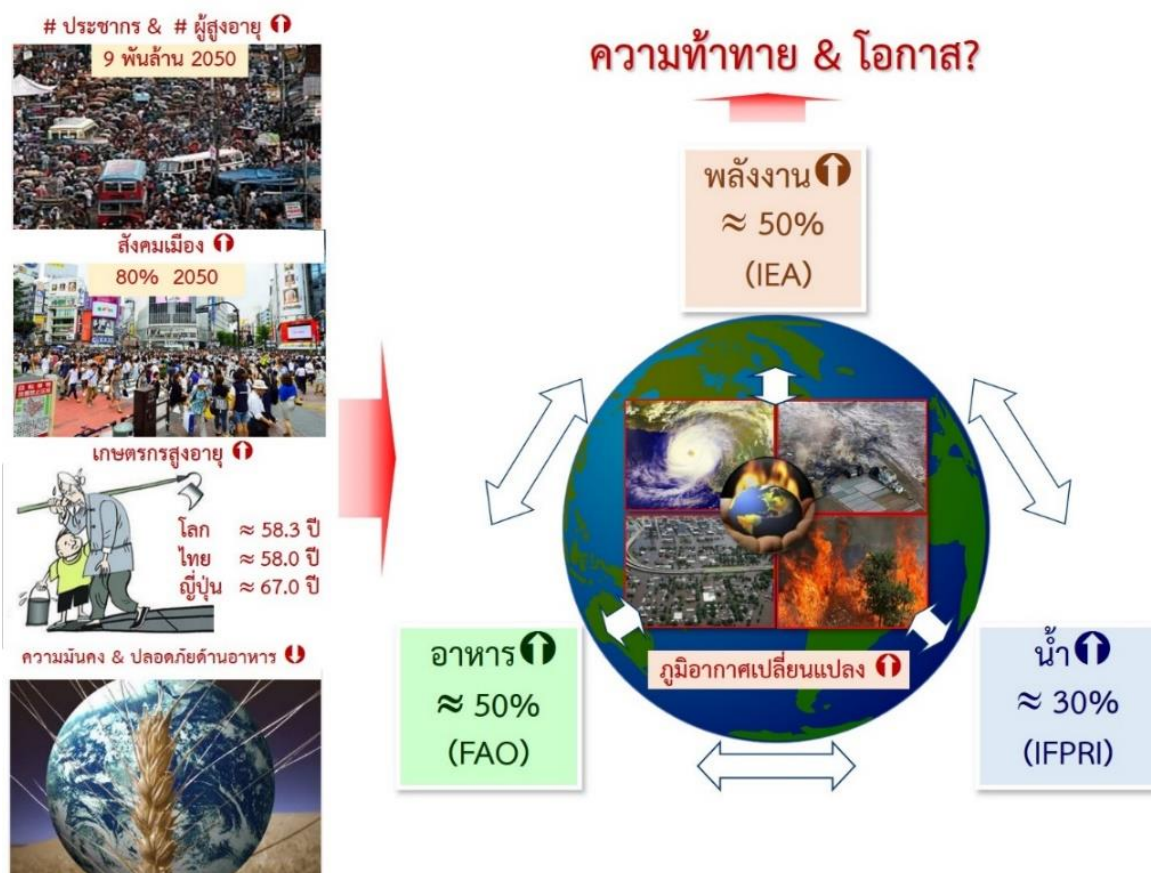 # ประชากร & # ผู้สูงอายุ
9 พันล้าน 2050
สังคมเมือง
80% 2050
เกษตรกรสูงอายุ
โลก ≈ 58.3 ปี
ไทย ≈ 58.0 ปี
ญี่ปุ่น ≈ 67.0 ปี
ความมั่นคง & ปลอดภัยด้านอาหาร
ความท้าทาย & โอกาส?
พลังงาน
≈ 50%
(IEA)
อาหาร
≈ 50%
(FAO)
ภูมิอากาศเปลี่ยนแปลง
น้ำ
≈ 30%
(IFPRI)